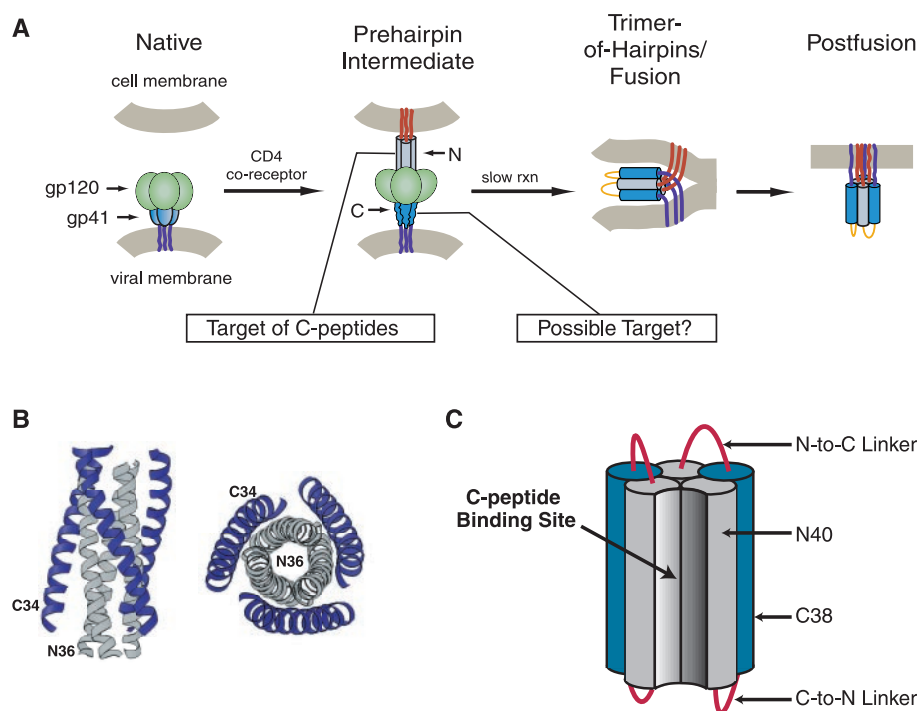 A
Native
Prehairpin
Intermediate
Trimer-
of-Hairpins/
Fusion
Postfusion
cell membrane
CD4
co-receptor
N
gp120
slow rxn
gp41
C
viral membrane
Target of C-peptides
Possible Target?
B
C34
N36
C34
N36
C
N-to-C Linker
C-peptide
Binding Site
N40
C38
C-to-N Linker